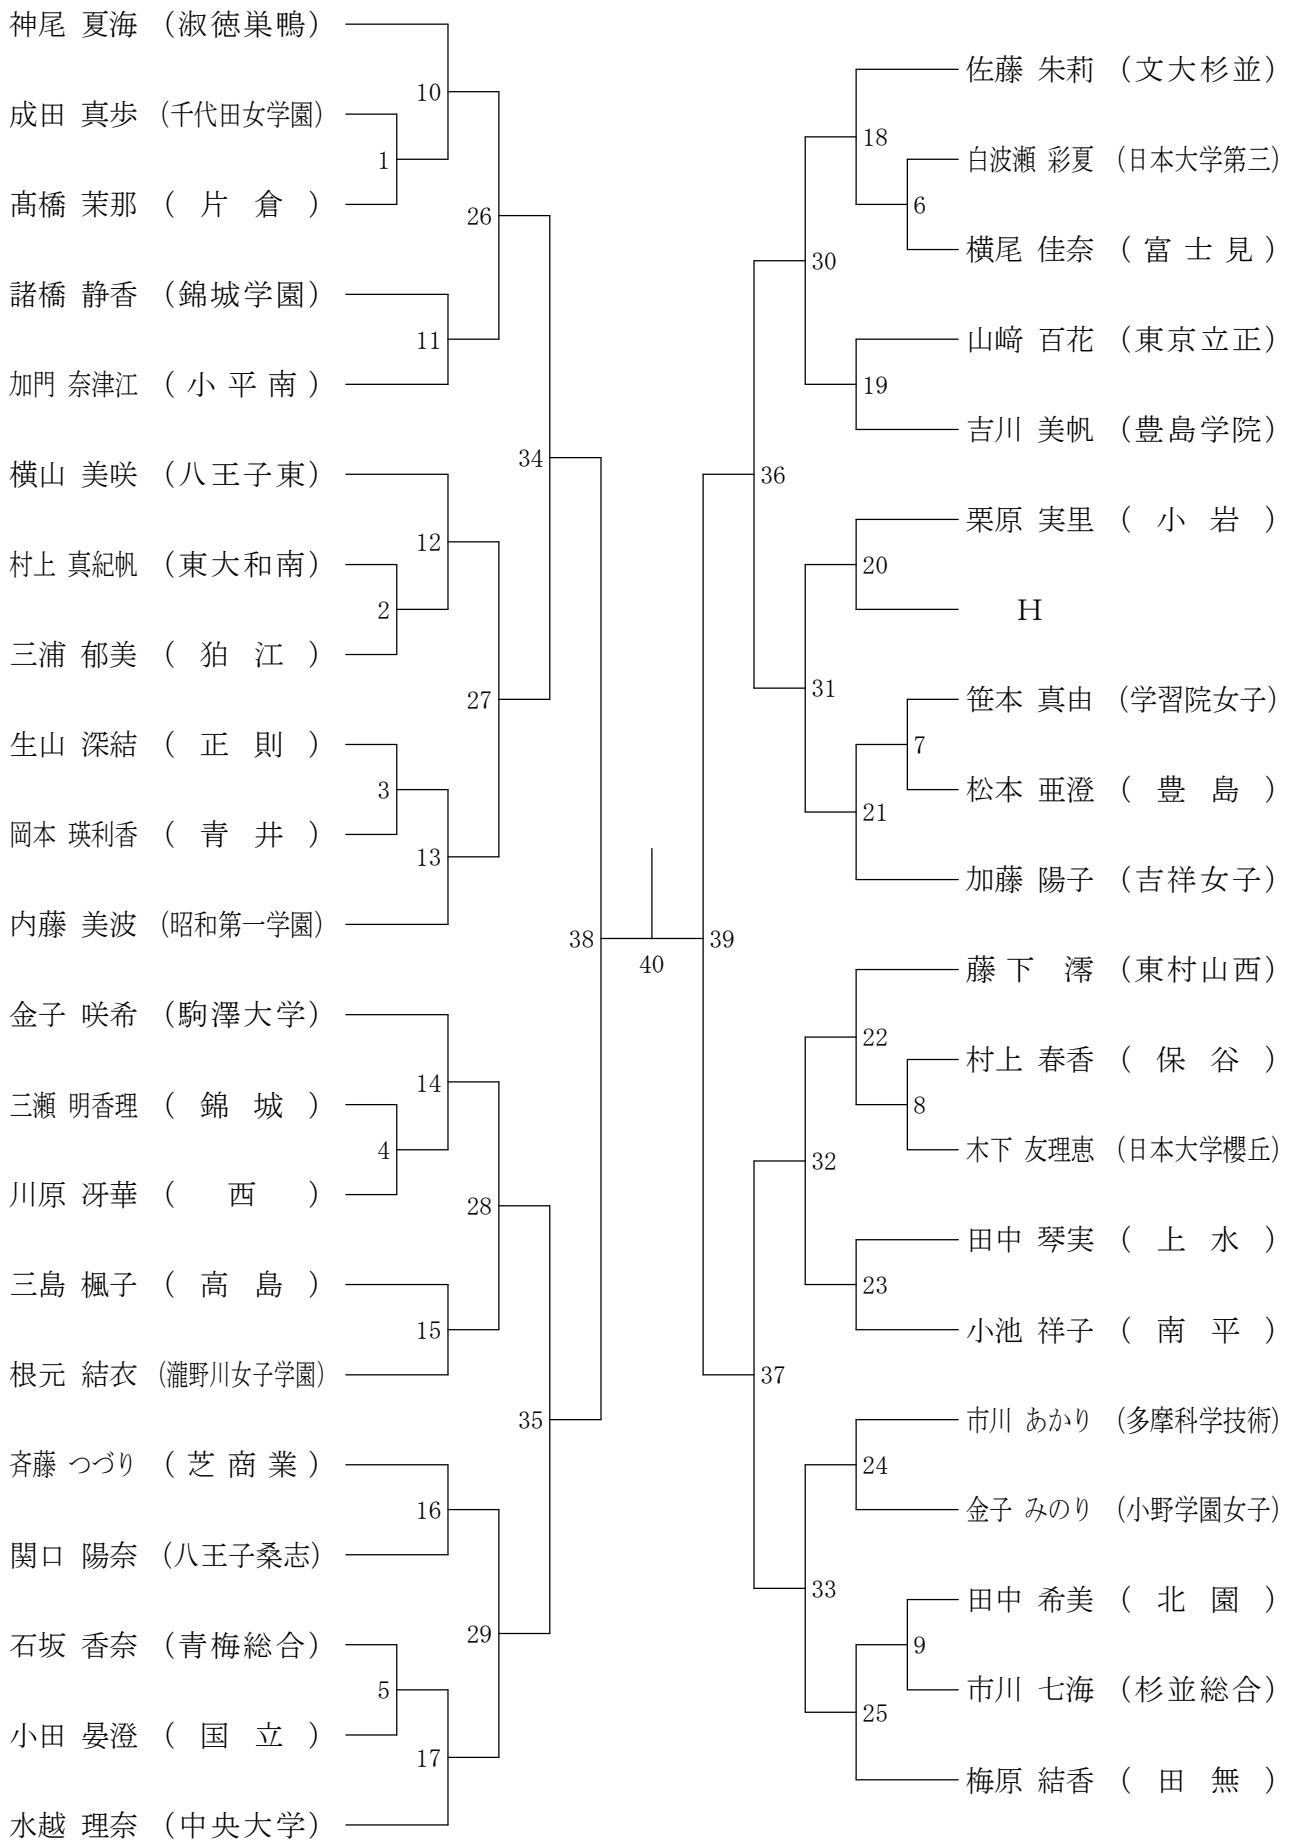 神尾 夏海 (淑徳巣鴨)
成田 真歩 (千代田女学園)
髙橋 茉那 (片倉)
諸橋 静香 (錦城学園)
加門 奈津江 (小平南)
横山 美咲 (八王子東)
村上 真紀帆 (東大和南)
三浦 郁美 (狛江)
生山 深結 (正則)
岡本 瑛利香 (青井)
内藤 美波 (昭和第一学園)
金子 咲希 (駒澤大学)
三瀬 明香理 (錦城)
川原 冴華 (西)
三島 楓子 (高島)
根元 結衣 (瀧野川女子学園)
斉藤 つづり (芝商業)
関口 陽奈 (八王子桑志)
石坂 香奈 (青梅総合)
小田 晏澄 (国立)
水越 理奈 (中央大学)
1
2
3
4
5
10
11
12
13
14
15
16
17
26
27
28
29
34
35
38
40
39
36
37
30
31
32
33
18
19
20
21
22
23
24
25
6
7
8
9
佐藤 朱莉 (文大杉並)
白波瀬 彩夏 (日本大学第三)
横尾 佳奈 (富士見)
山﨑 百花 (東京立正)
吉川 美帆 (豊島学院)
栗原 実里 (小岩)
H
笹本 真由 (学習院女子)
松本 亜澄 (豊島)
加藤 陽子 (吉祥女子)
藤下 澪 (東村山西)
村上 春香 (保谷)
木下 友理恵 (日本大学櫻丘)
田中 琴実 (上水)
小池 祥子 (南平)
市川 あかり (多摩科学技術)
金子 みのり (小野学園女子)
田中 希美 (北園)
市川 七海 (杉並総合)
梅原 結香 (田無)